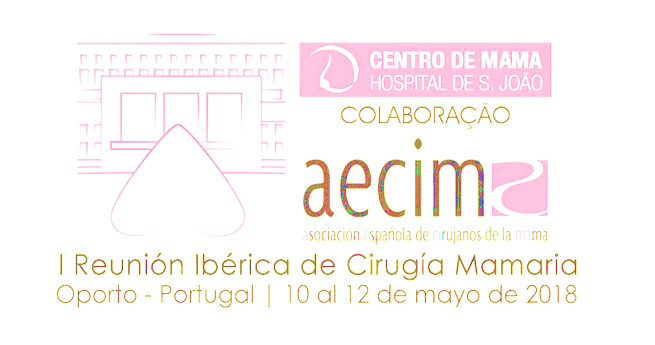 CENTRO DE MAMA
HOSPITAL DE S. JOÃO
COLABORAÇÃO
aecima
asociación española de cirujanos de la mama
I Reunión Ibérica de Cirugía Mamaria
Oporto - Portugal | 10 al 12 de mayo de 2018